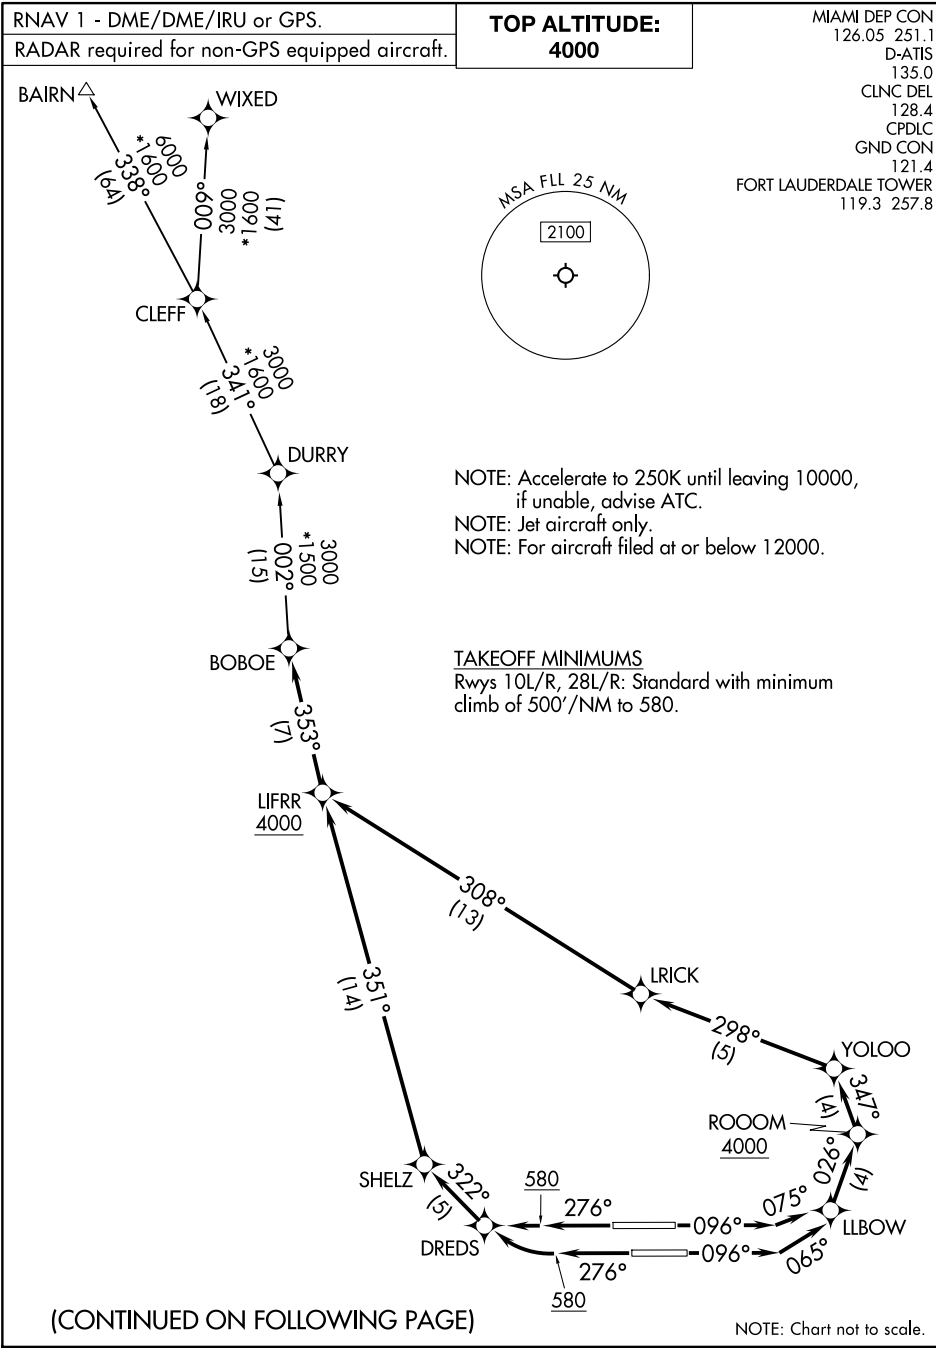 RNAV 1 - DME/DME/IRU or GPS.
RADAR required for non-GPS equipped aircraft.
TOP ALTITUDE:
4000
MIAMI DEP CON
126.05 251.1
D-ATIS
135.0
CLNC DEL
128.4
CPDLC
GND CON
121.4
FORT LAUDERDALE TOWER
119.3 257.8
BAIRN
WIXED
6000
*1600
338°
(64)
009°
3000
*1600
(41)
MSA FLL 25 NM
2100
CLEFF
3000
*1600
341°
(18)
DURRY
NOTE: Accelerate to 250K until leaving 10000,
if unable, advise ATC.
NOTE: Jet aircraft only.
NOTE: For aircraft filed at or below 12000.
3000
*1500
002°
(15)
BOBOE
TAKEOFF MINIMUMS
Rwys 10L/R, 28L/R: Standard with minimum
climb of 500'/NM to 580.
353°
(7)
LIFRR
4000
308°
(13)
351°
(14)
LRICK
298°
(5)
YOLOO
347°
(4)
ROOOM
4000
026°
(4)
SHELZ
322°
(5)
580
276°
096°
075°
LLBOW
DREDS
276°
096°
065°
580
(CONTINUED ON FOLLOWING PAGE)
NOTE: Chart not to scale.